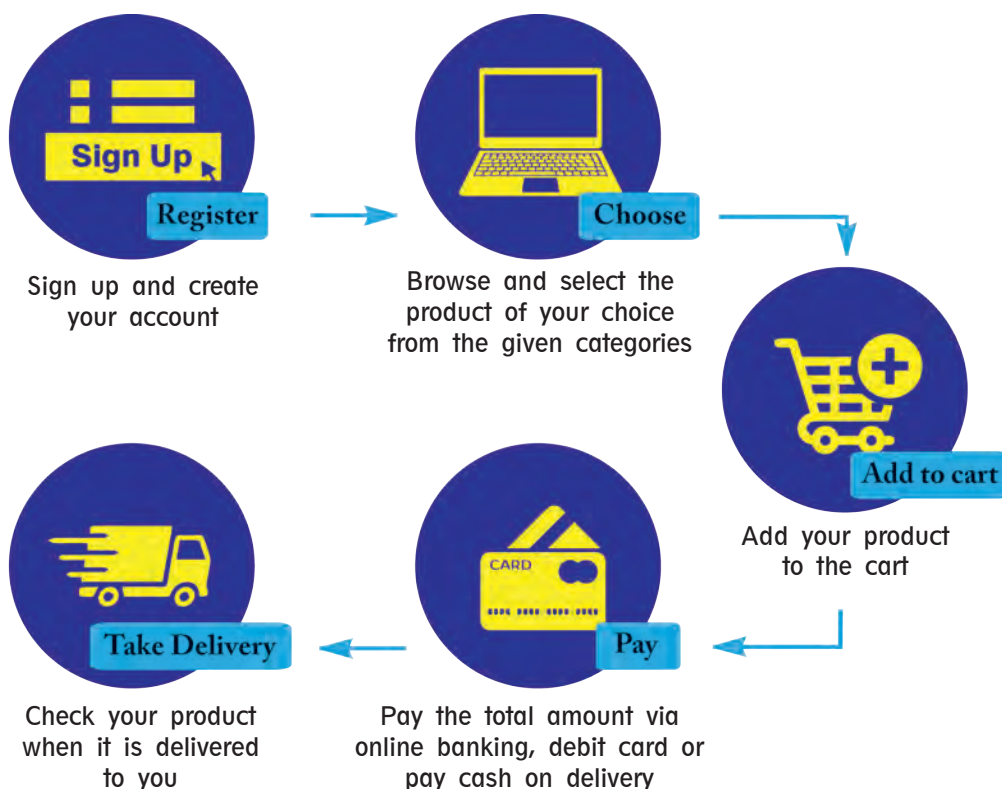 Sign Up
Register
Sign up and create
your account
Choose
Browse and select the
product of your choice
from the given categories
Add to cart
Add your product
to the cart
CARD
Pay
Pay the total amount via
online banking, debit card or
pay cash on delivery
Take Delivery
Check your product
when it is delivered
to you